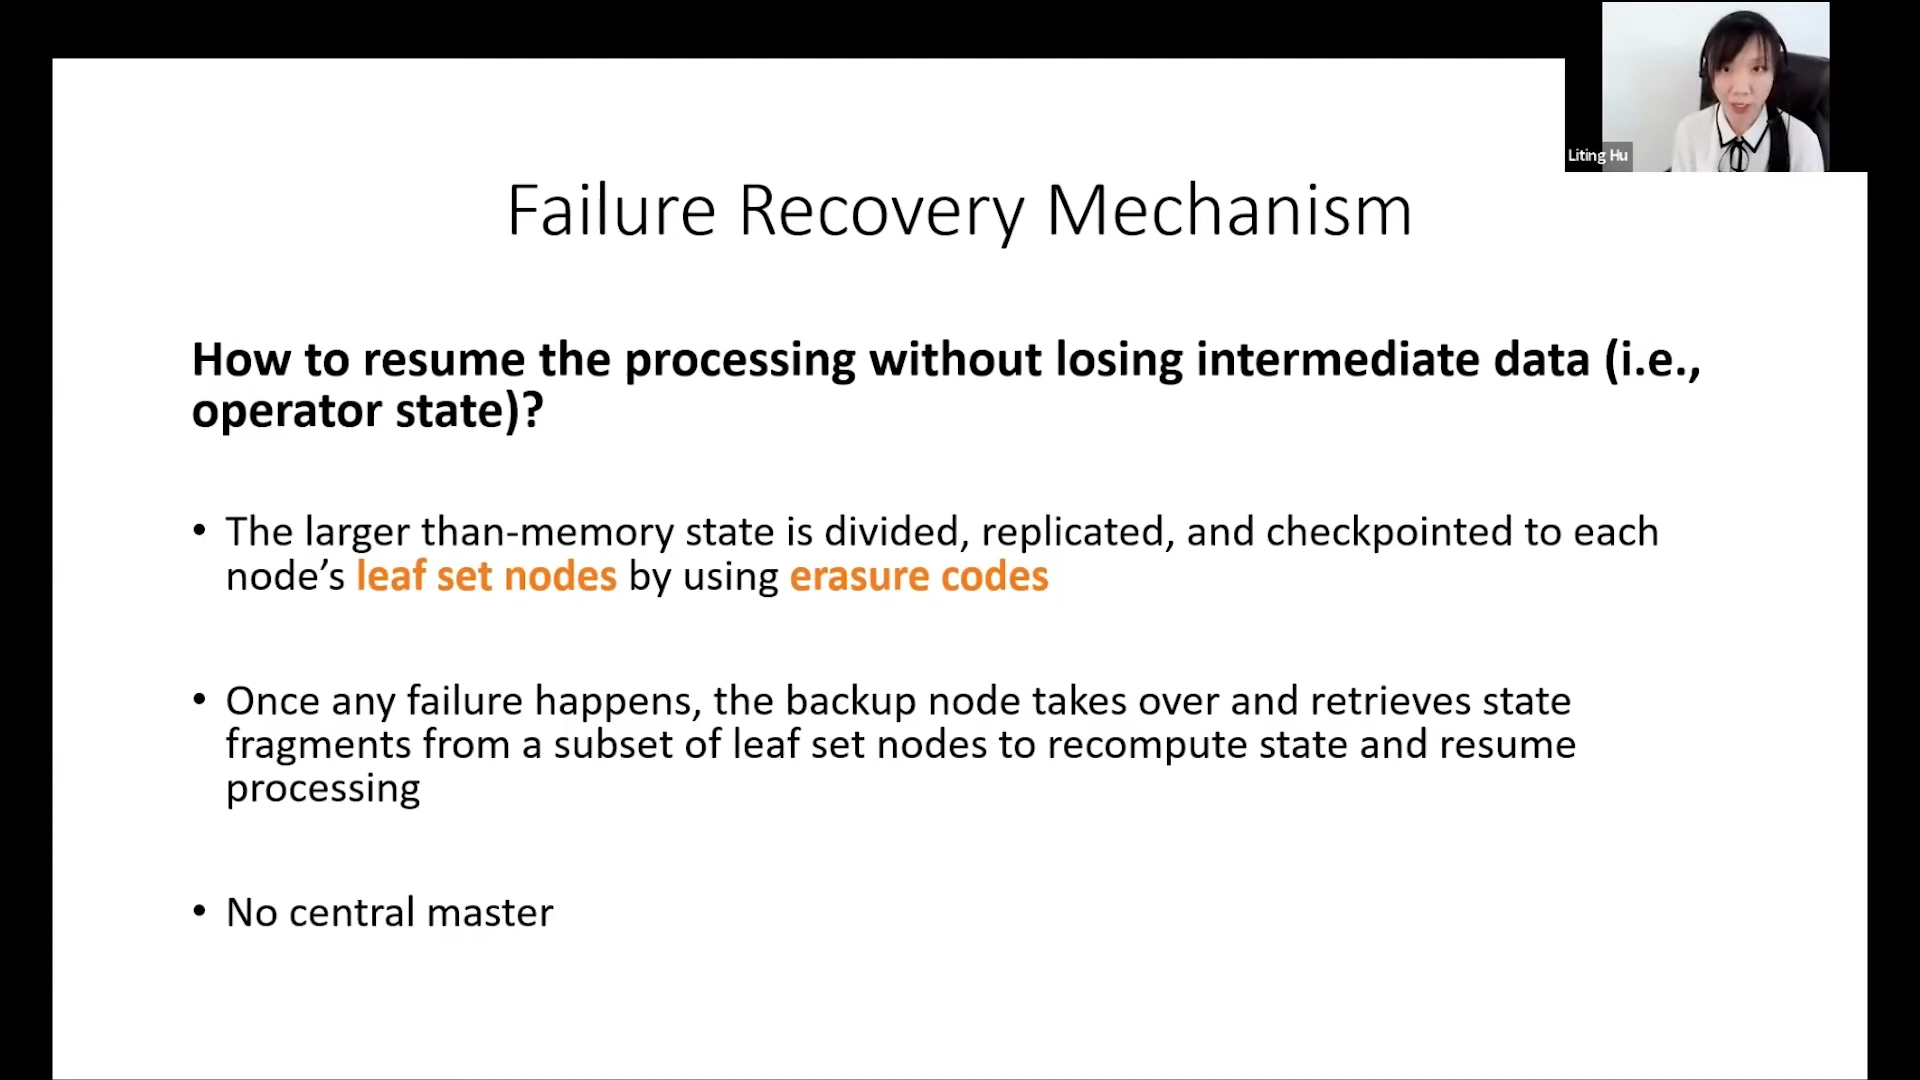 Liting Hu
Failure Recovery Mechanism
How to resume the processing without losing intermediate data (i.e.,
operator state)?
• The larger than-memory state is divided, replicated, and checkpointed to each
node’s leaf set nodes by using erasure codes
• Once any failure happens, the backup node takes over and retrieves state
fragments from a subset of leaf set nodes to recompute state and resume
processing
• No central master